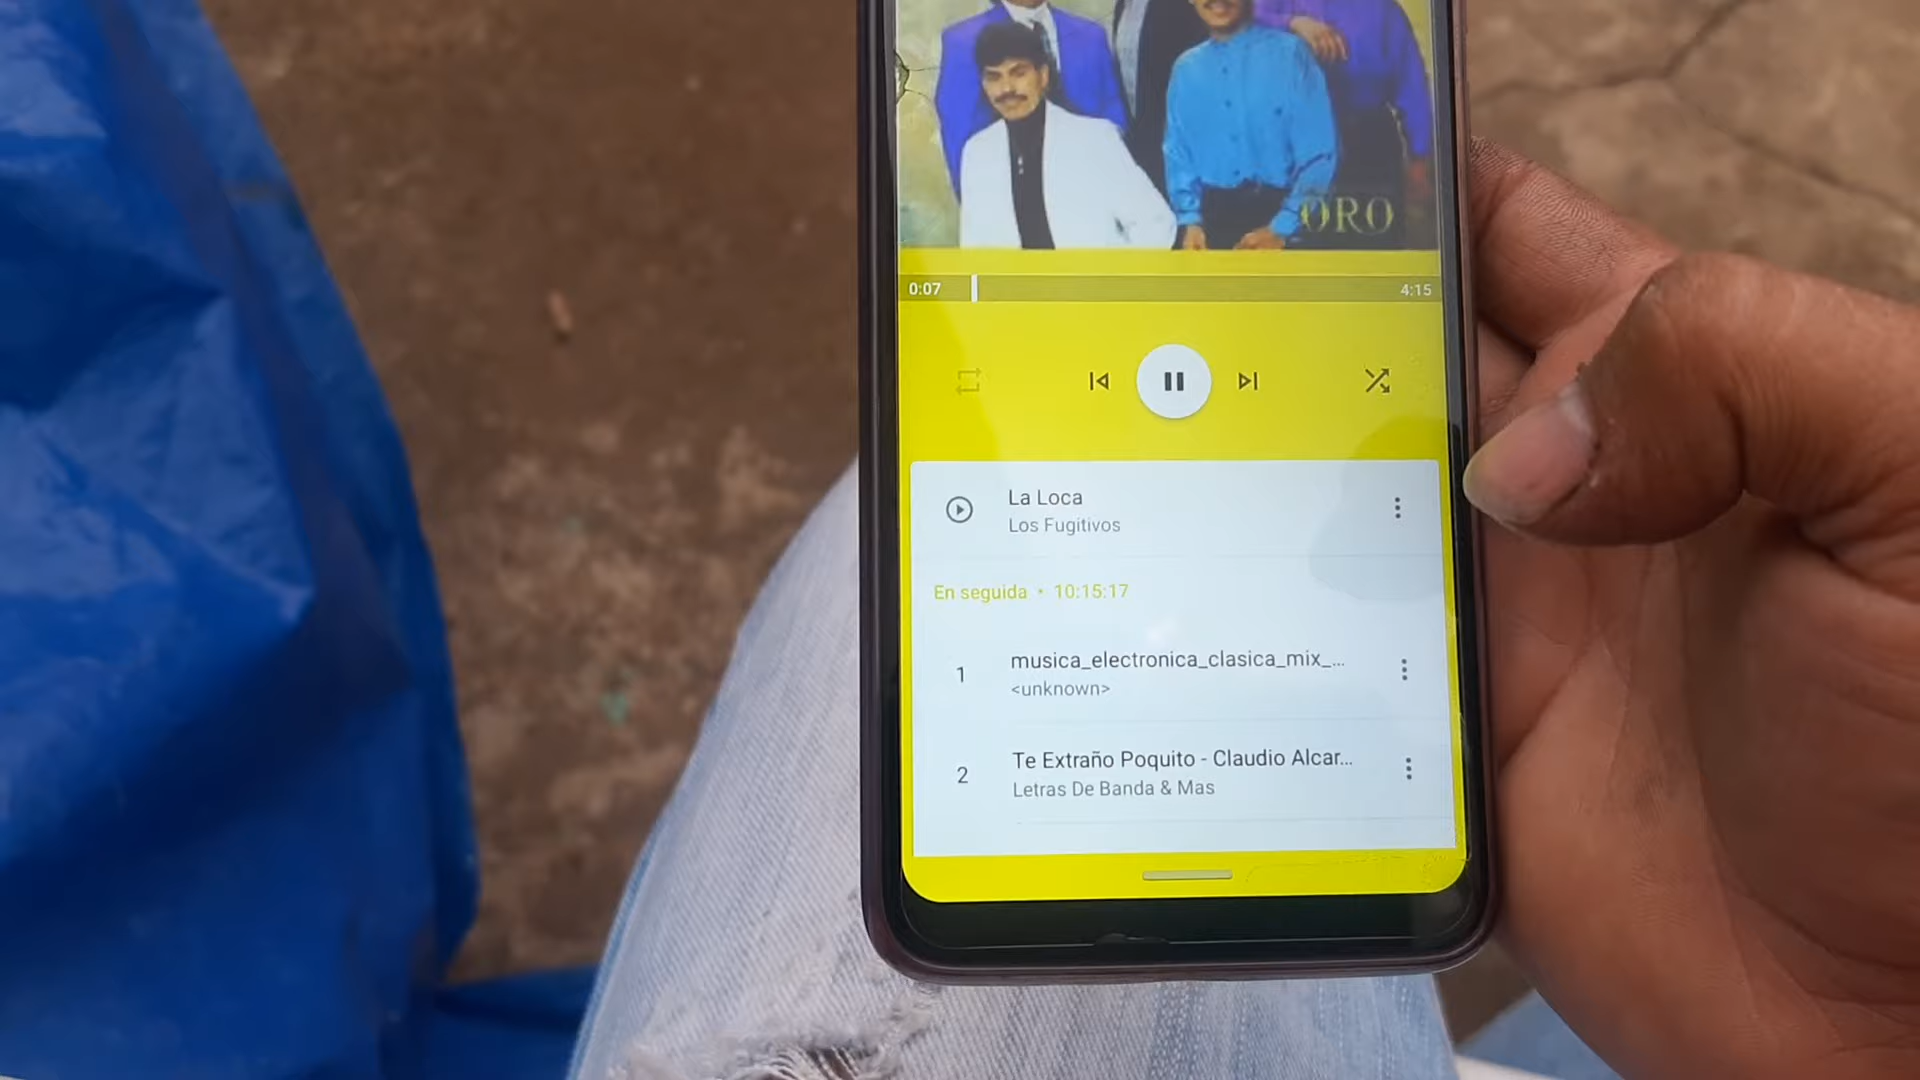 ORO
0:07
4:15
La Loca
Los Fugitivos
En seguida • 10:15:17
1
musica_electronica_clasica_mix_...
<unknown>
2
Te Extraño Poquito - Claudio Alcar...
Letras De Banda & Mas